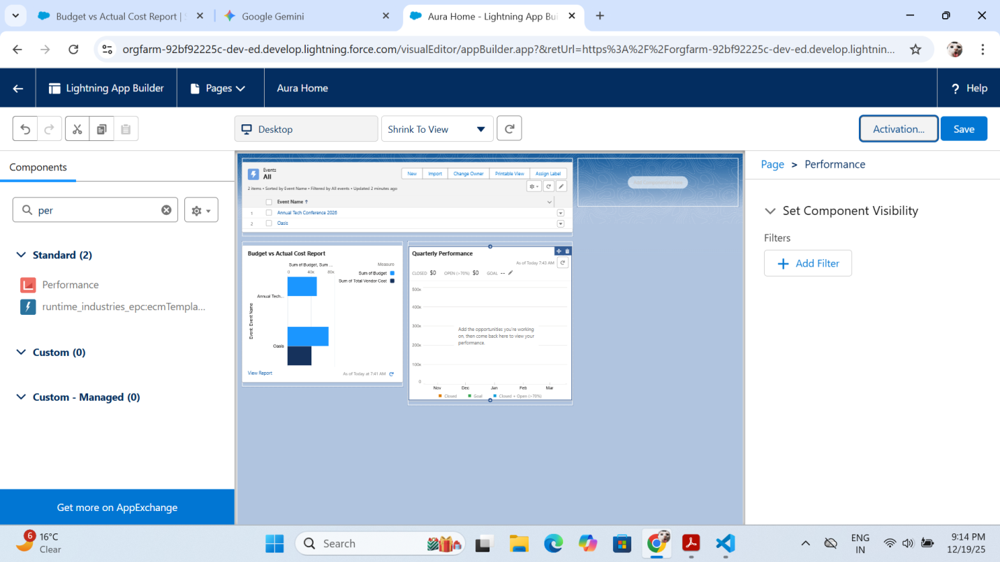 Budget vs Actual Cost Report | S
Google Gemini
Aura Home - Lightning App Bui
orgfarm-92bf92225c-dev-ed.develop.lightning.force.com/visualEditor/appBuilder.app?&retUrl=https%3A%2F%2Forgfarm-92bf92225c-dev-ed.develop.lightnin...
Lightning App Builder
Pages
Aura Home
? Help
Desktop
Shrink To View
Activation...
Save
Components
per
Standard (2)
Performance
runtime_industries_epc:ecmTempla...
Custom (0)
Custom - Managed (0)
Get more on AppExchange
Events
All
New
Import
Change Owner
Printable View
Assign Label
2 items • Sorted by Event Name • Filtered by All events • Updated 2 minutes ago
Event Name ↑
1 Annual Tech Conference 2026
2 Oasis
Add Component(s) Here
Budget vs Actual Cost Report
Sum of Budget, Sum ...
Measure
0 40k 80k
Sum of Budget
Sum of Total Vendor Cost
Event: Event Name
Annual Tech...
Oasis
View Report
As of Today at 7:41 AM
Quarterly Performance
As of Today 7:43 AM
CLOSED $0 OPEN (>70%) $0 GOAL --
500K
400K
300K
200K
100K
0
Add the opportunities you're working
on, then come back here to view your
performance.
Nov Dec Jan Feb Mar
Closed Goal Closed + Open (>70%)
Page > Performance
Set Component Visibility
Filters
+ Add Filter
6
16°C
Clear
Search
ENG
IN
9:14 PM
12/19/25